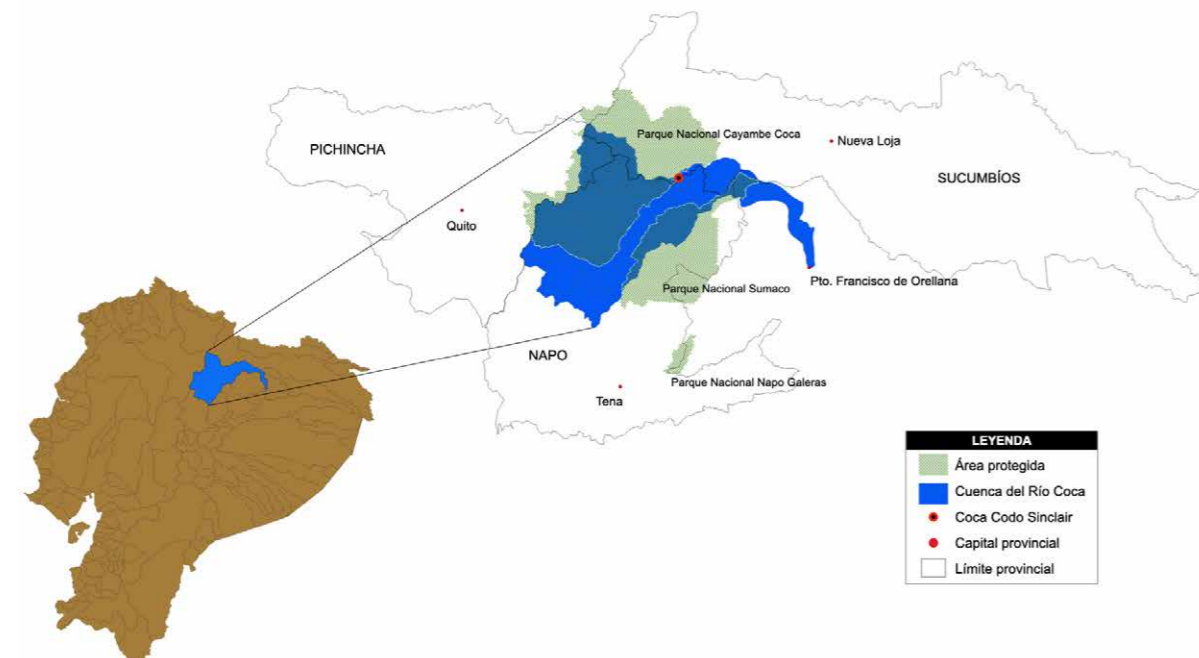 Parque Nacional Cayambe Coca
Nueva Loja
PICHINCHA
SUCUMBÍOS
Quito
Pto. Francisco de Orellana
Parque Nacional Sumaco
NAPO
Parque Nacional Napo Galeras
Tena
LEYENDA
Área protegida
Cuenca del Río Coca
Coca Codo Sinclair
Capital provincial
Límite provincial